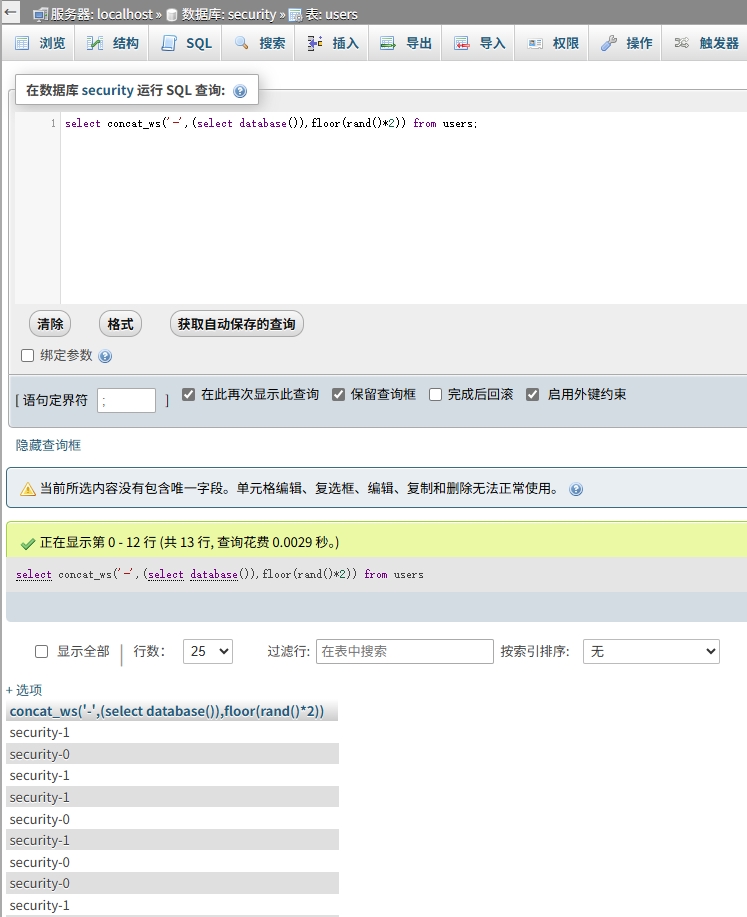 服务器: localhost » 数据库: security » 表: users
浏览 结构 SQL 搜索 插入 导出 导入 权限 操作 触发器
在数据库 security 运行 SQL 查询:
1 select concat_ws('-',(select database()),floor(rand()*2)) from users;
清除 格式 获取自动保存的查询
绑定参数
[ 语句定界符 ; ] 在此再次显示此查询 保留查询框 完成后回滚 启用外键约束
隐藏查询框
当前所选内容没有包含唯一字段。单元格编辑、复选框、编辑、复制和删除无法正常使用。
正在显示第 0 - 12 行 (共 13 行, 查询花费 0.0029 秒。)
select concat_ws('-',(select database()),floor(rand()*2)) from users
显示全部 | 行数: 25 过滤行: 在表中搜索 按索引排序: 无
+ 选项
concat_ws('-',(select database()),floor(rand()*2))
security-1
security-0
security-1
security-1
security-0
security-1
security-0
security-0
security-1